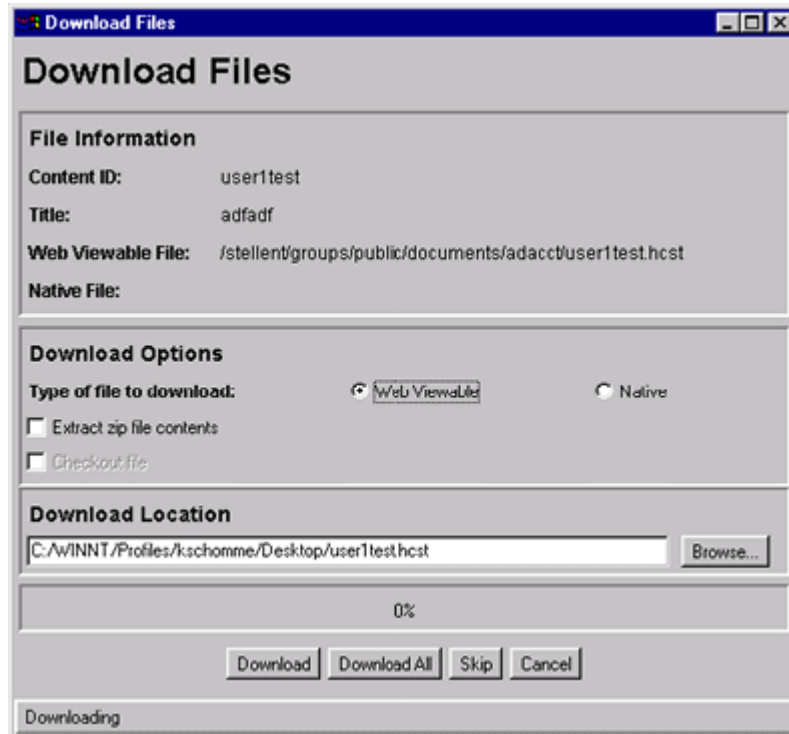 Download Files
Download Files
File Information
Content ID: user1test
Title: adfadf
Web Viewable File: /stellent/groups/public/documents/adacct/user1test.hcst
Native File:
Download Options
Type of file to download: Web Viewable Native
Extract zip file contents
Checkout file
Download Location
C:/WINNT/Profiles/kschomme/Desktop/user1test.hcst Browse...
0%
Download Download All Skip Cancel
Downloading